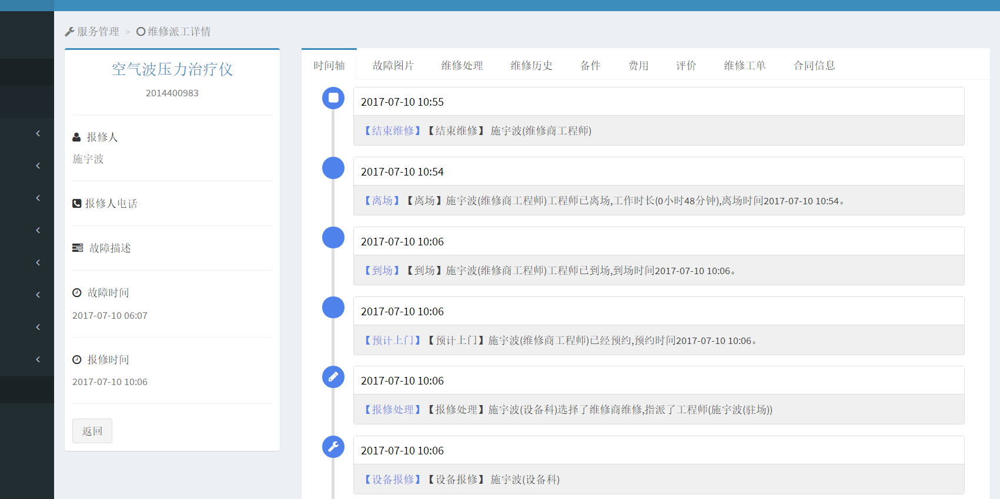 服务管理 > 维修派工详情
空气波压力治疗仪
2014400983
报修人
施宇波
报修人电话
故障描述
故障时间
2017-07-10 06:07
报修时间
2017-07-10 10:06
返回
时间轴 故障图片 维修处理 维修历史 备件 费用 评价 维修工单 合同信息
2017-07-10 10:55
【结束维修】【结束维修】 施宇波(维修商工程师)
2017-07-10 10:54
【离场】【离场】施宇波(维修商工程师)工程师已离场,工作时长(0小时48分钟),离场时间2017-07-10 10:54。
2017-07-10 10:06
【到场】【到场】施宇波(维修商工程师)工程师已到场,到场时间2017-07-10 10:06。
2017-07-10 10:06
【预计上门】【预计上门】施宇波(维修商工程师)已经预约,预约时间2017-07-10 10:06。
2017-07-10 10:06
【报修处理】【报修处理】施宇波(设备科)选择了维修商维修,指派了工程师(施宇波(驻场))
2017-07-10 10:06
【设备报修】【设备报修】 施宇波(设备科)